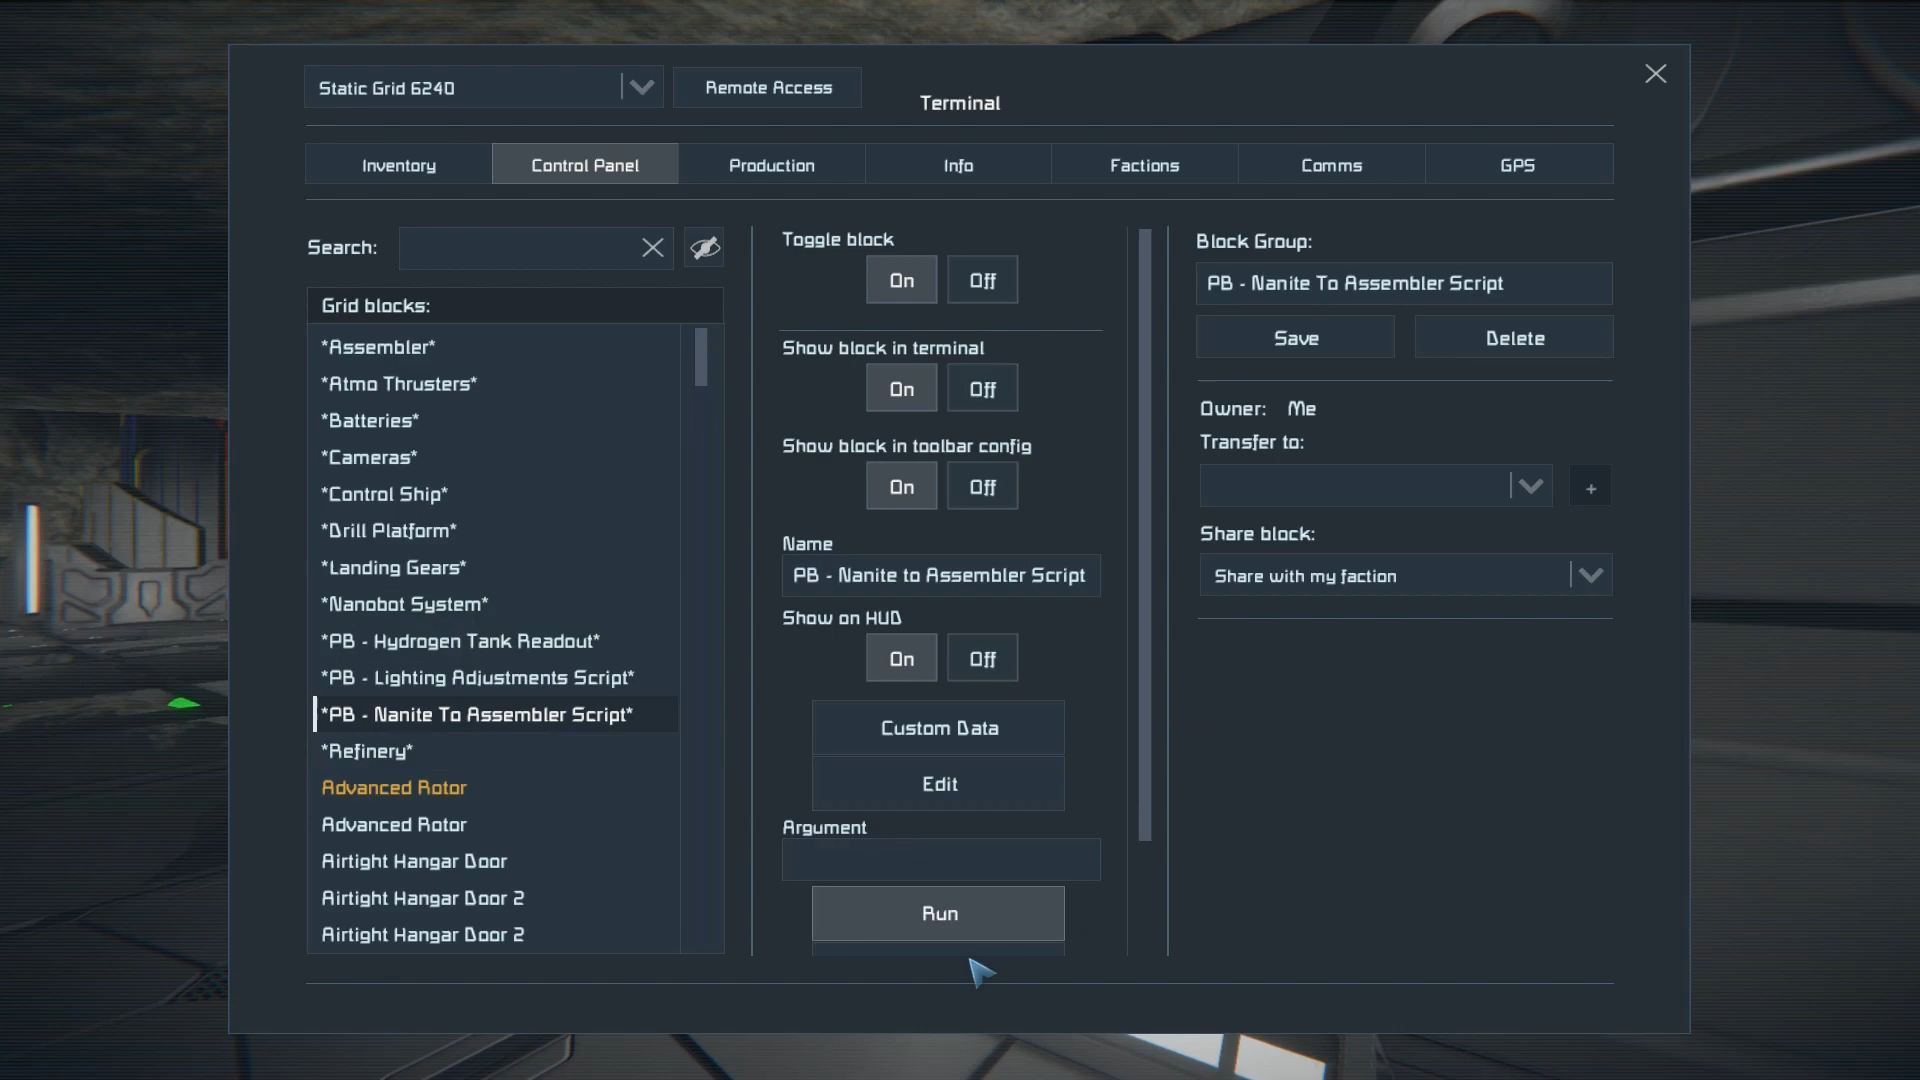 Static Grid 6240
Remote Access
Terminal
Inventory
Control Panel
Production
Info
Factions
Comms
GPS
Search:
Grid blocks:
*Assembler*
*Atmo Thrusters*
*Batteries*
*Cameras*
*Control Ship*
*Drill Platform*
*Landing Gears*
*Nanobot System*
*PB - Hydrogen Tank Readout*
*PB - Lighting Adjustments Script*
*PB - Nanite To Assembler Script*
*Refinery*
Advanced Rotor
Advanced Rotor
Airtight Hangar Door
Airtight Hangar Door 2
Airtight Hangar Door 2
Toggle block
On
Off
Show block in terminal
On
Off
Show block in toolbar config
On
Off
Name
PB - Nanite to Assembler Script
Show on HUD
On
Off
Custom Data
Edit
Argument
Run
Block Group:
PB - Nanite To Assembler Script
Save
Delete
Owner: Me
Transfer to:
+
Share block:
Share with my faction